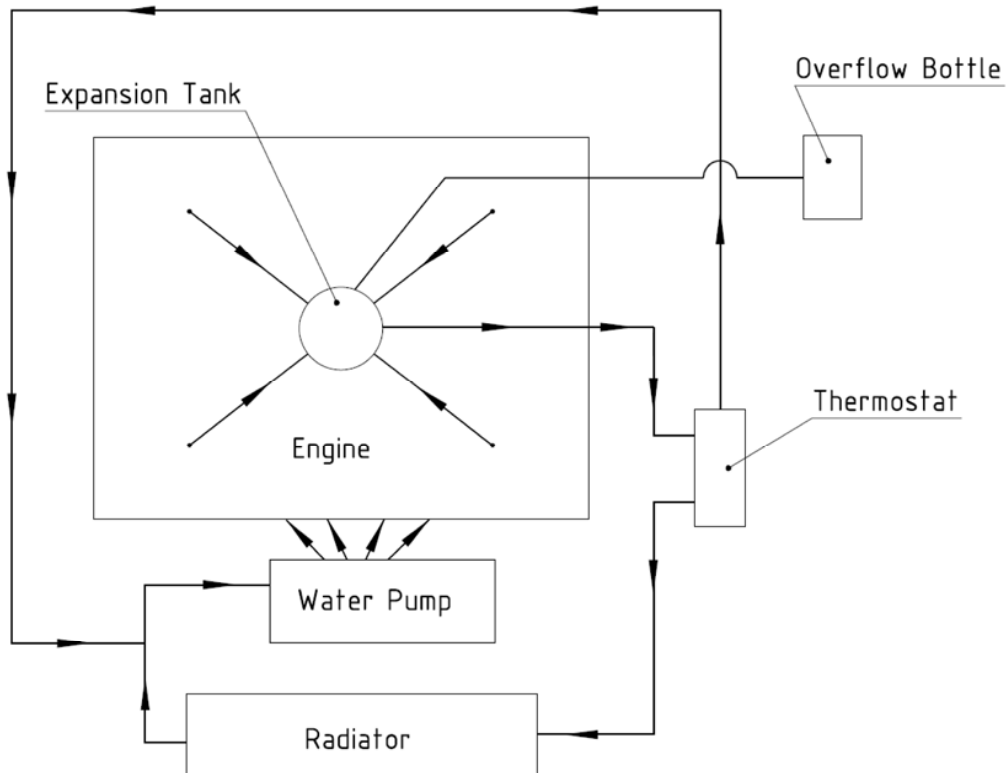 Overflow Bottle
Expansion Tank
Thermostat
Engine
Water Pump
Radiator